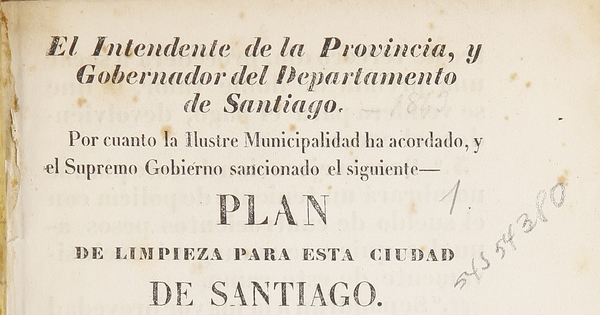 El Intendente de la Provincia, y
Gobernador del Departamento
de Santiago.
Por cuanto la Ilustre Municipalidad ha acordado, y
el Supremo Gobierno sancionado el siguiente—
PLAN
DE LIMPIEZA PARA ESTA CIUDAD
DE SANTIAGO.
1.
5454380